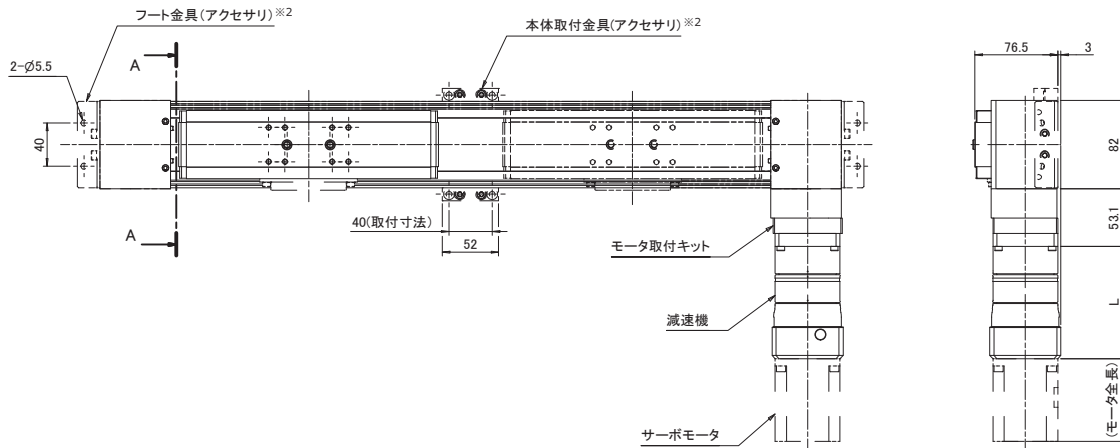 フート金具(アクセサリ)※2
本体取付金具(アクセサリ)※2
2-Ø5.5
A
40
A
40(取付寸法)
52
モータ取付キット
減速機
サーボモータ
76.5
3
82
53.1
L
(モータ全長)